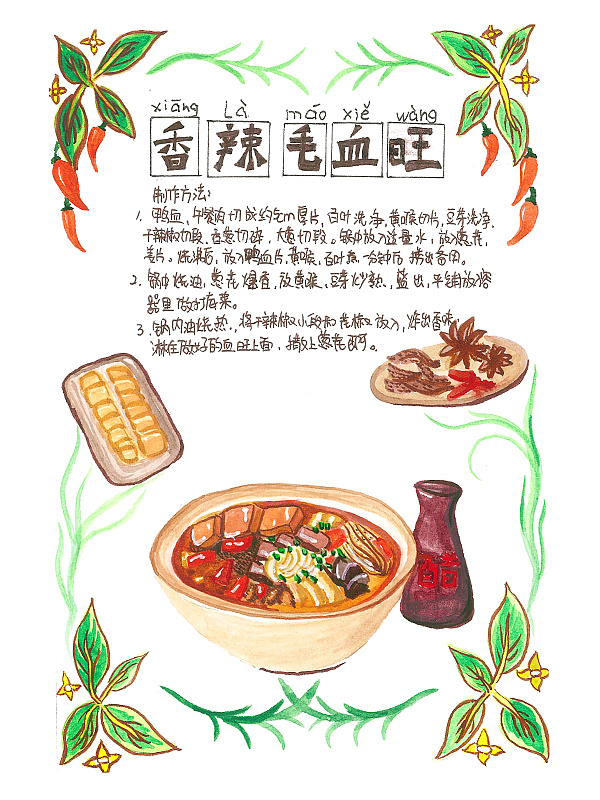 xiāng Là máo xiě wàng
香辣毛血旺
制作方法:
1. 鸭血、午餐肉切成约5cm厚片,百叶洗净,黄喉切片,豆芽洗净,
干辣椒切段,香葱切碎,大葱切段。锅中放入适量水,放葱花,
姜片。烧沸后,放入鸭血片,黄喉,百叶煮一分钟后捞出备用。
2. 锅中烧油,葱花爆香,放黄喉、豆芽炒熟,盛出,平铺放容
器里做打底菜。
3. 锅内油烧热,将干辣椒小段和花椒放入,炸出香味,
淋在做好的血旺上面,撒上葱花即可。
醋